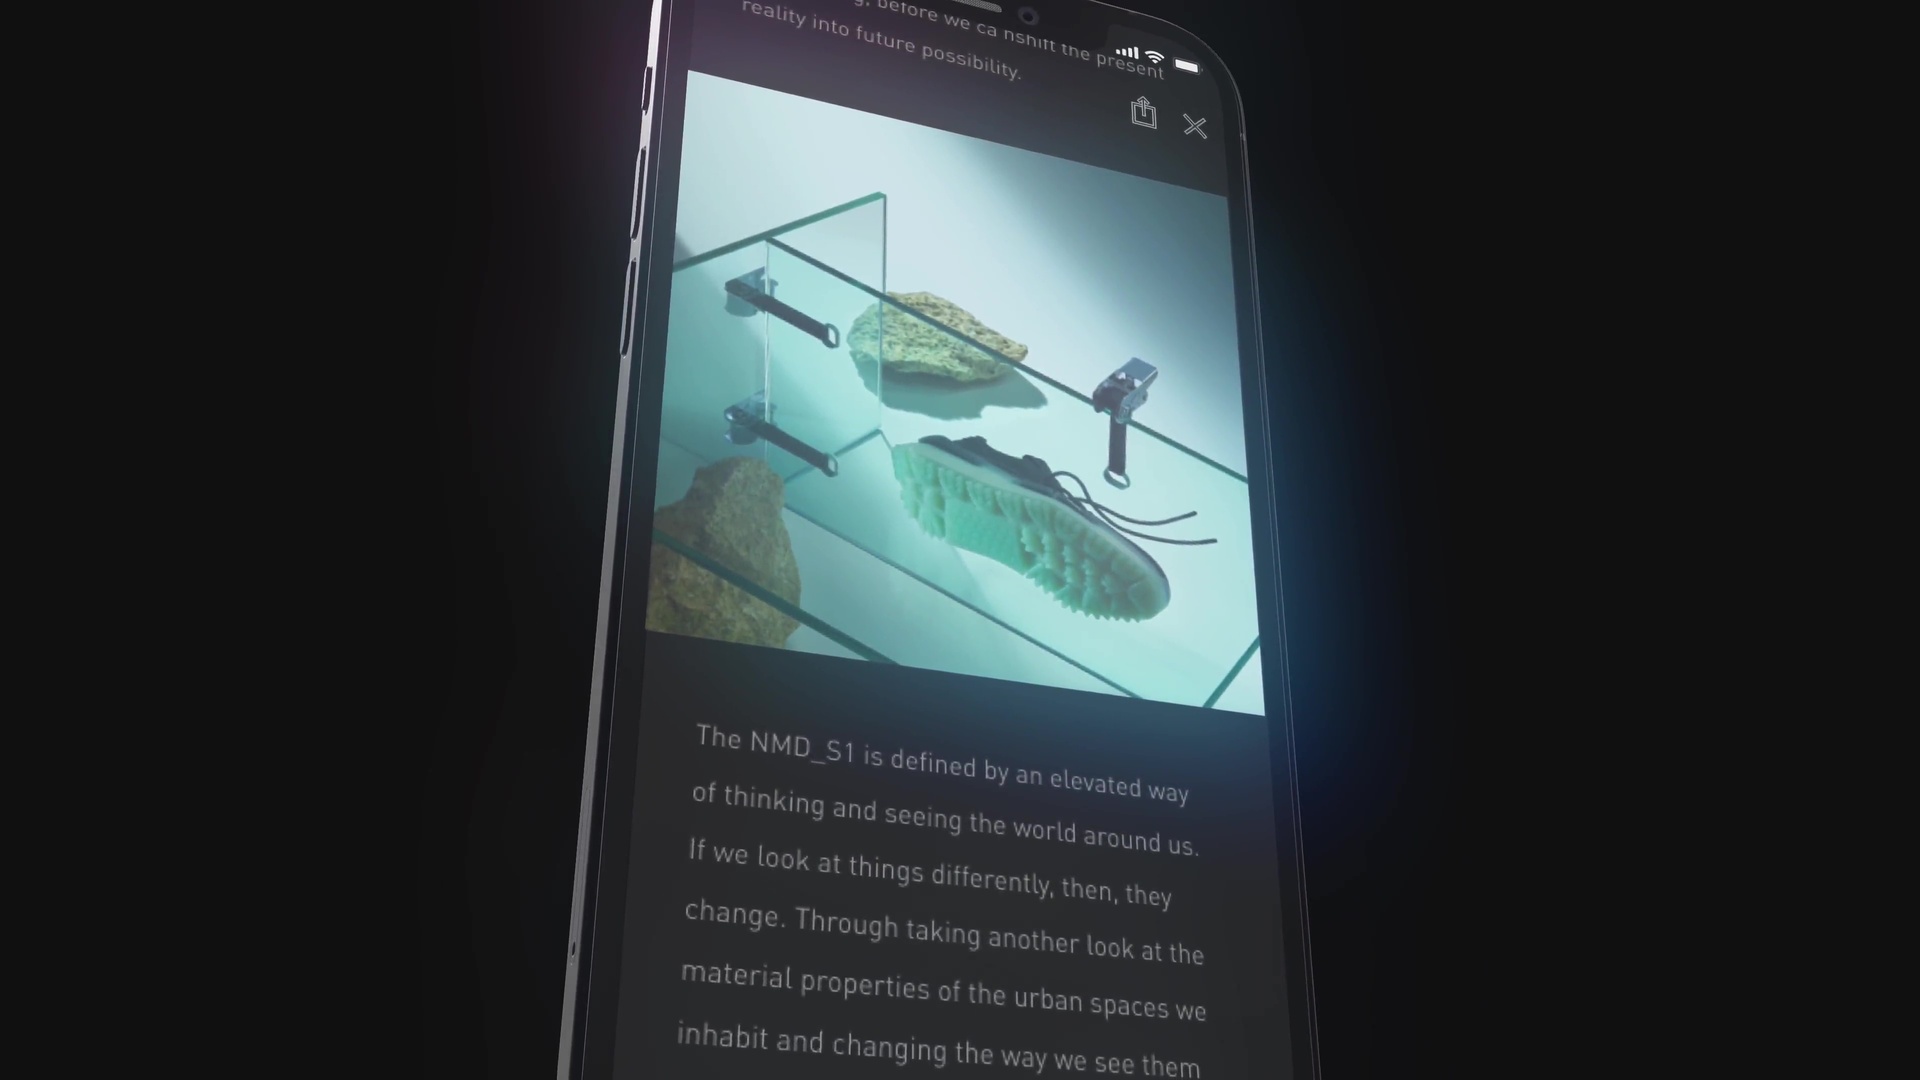 before we ca nshift the present
reality into future possibility.
The NMD_S1 is defined by an elevated way
of thinking and seeing the world around us.
If we look at things differently, then, they
change. Through taking another look at the
material properties of the urban spaces we
inhabit and changing the way we see them